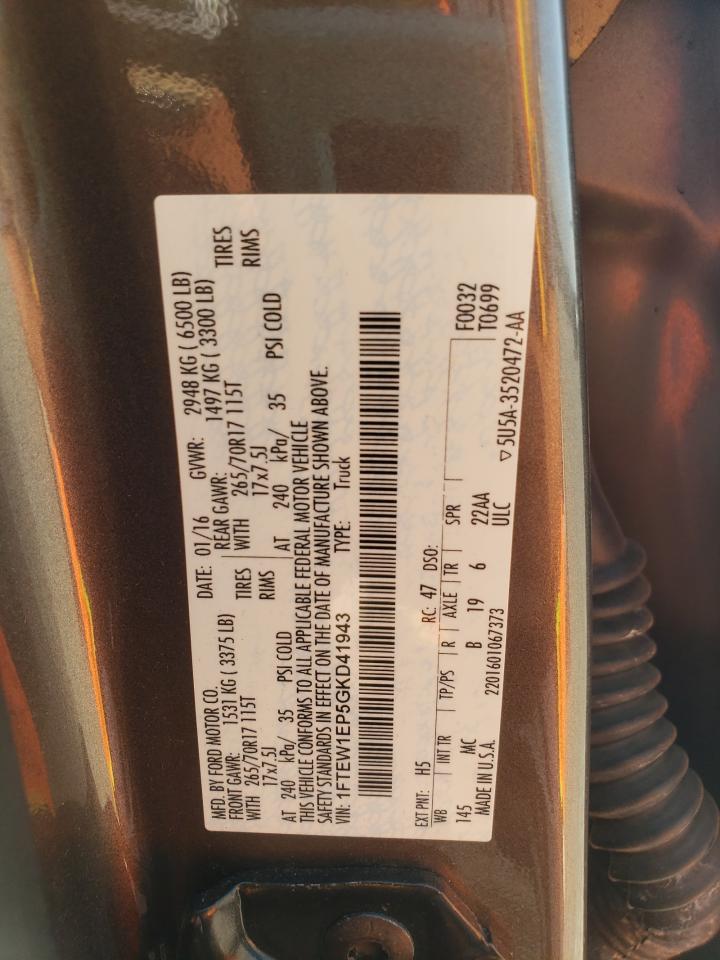 MFD. BY FORD MOTOR CO. DATE: 01/16 GVWR: 2948 KG ( 6500 LB)
FRONT GAWR: 1531 KG ( 3375 LB) REAR GAWR: 1497 KG ( 3300 LB)
WITH 265/70R17 115T TIRES WITH 265/70R17 115T TIRES
17x7.5J RIMS 17x7.5J RIMS
AT 240 kPa/ 35 PSI COLD AT 240 kPa/ 35 PSI COLD
THIS VEHICLE CONFORMS TO ALL APPLICABLE FEDERAL MOTOR VEHICLE
SAFETY STANDARDS IN EFFECT ON THE DATE OF MANUFACTURE SHOWN ABOVE.
VIN: 1FTEW1EP5GKD41943 TYPE: Truck
EXT PNT: H5 RC: 47 DSO:
WB INT TR TP/PS R AXLE TR SPR F0032
145 MC B 19 6 22AA T0699
MADE IN U.S.A. 2201601067373 ULC ▽5U5A-3520472-AA